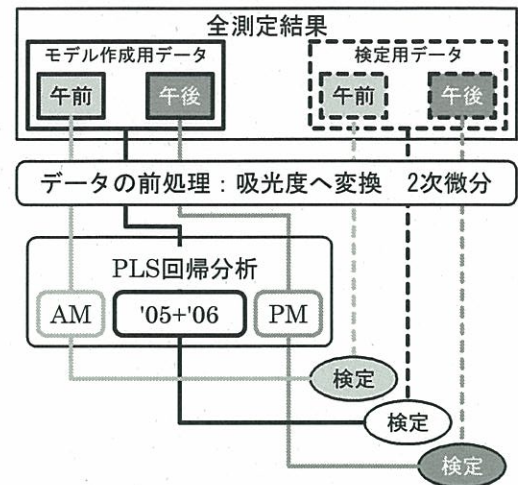 全測定結果
モデル作成用データ
検定用データ
午前
午後
午前
午後
データの前処理：吸光度へ変換　2次微分
PLS回帰分析
AM
'05+'06
PM
検定
検定
検定